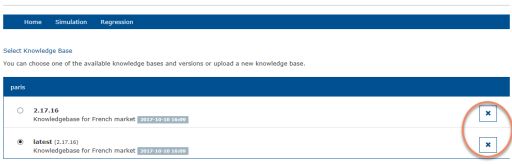 Home Simulation Regression
Select Knowledge Base
You can choose one of the available knowledge bases and versions or upload a new knowledge base.
paris
2.17.16
Knowledgebase for French market 2017-10-10 16:09
latest (2.17.16)
Knowledgebase for French market 2017-10-10 16:09